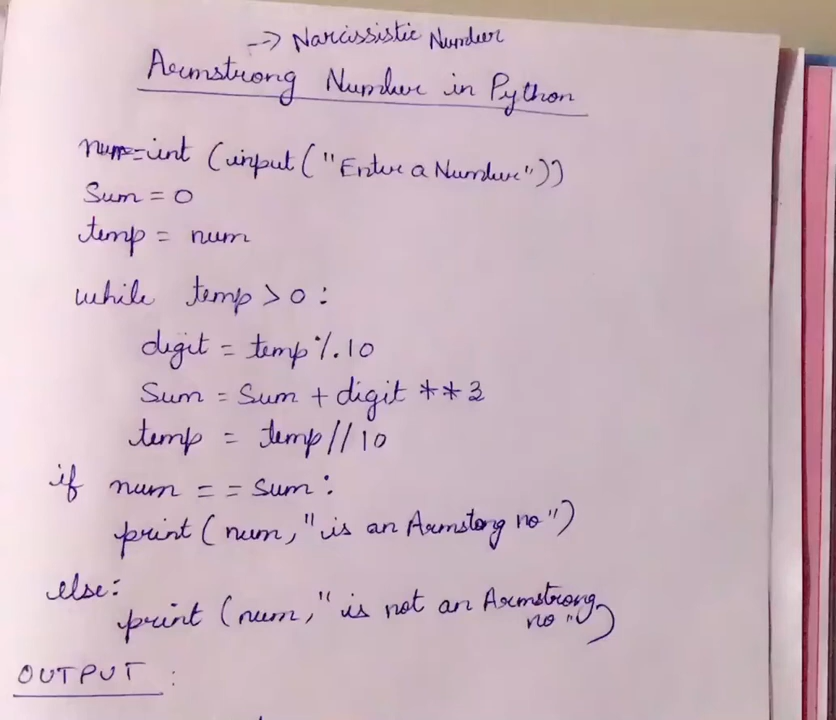 -> Narcissistic Number
Armstrong Number in Python
num=int (input("Enter a Number"))
Sum = 0
temp = num
while temp > 0 :
digit = temp % 10
Sum = Sum + digit ** 3
temp = temp // 10
if num == sum :
print ( num, "is an Armstong no")
else:
print (num, "is not an Armstrong
no")
OUTPUT :